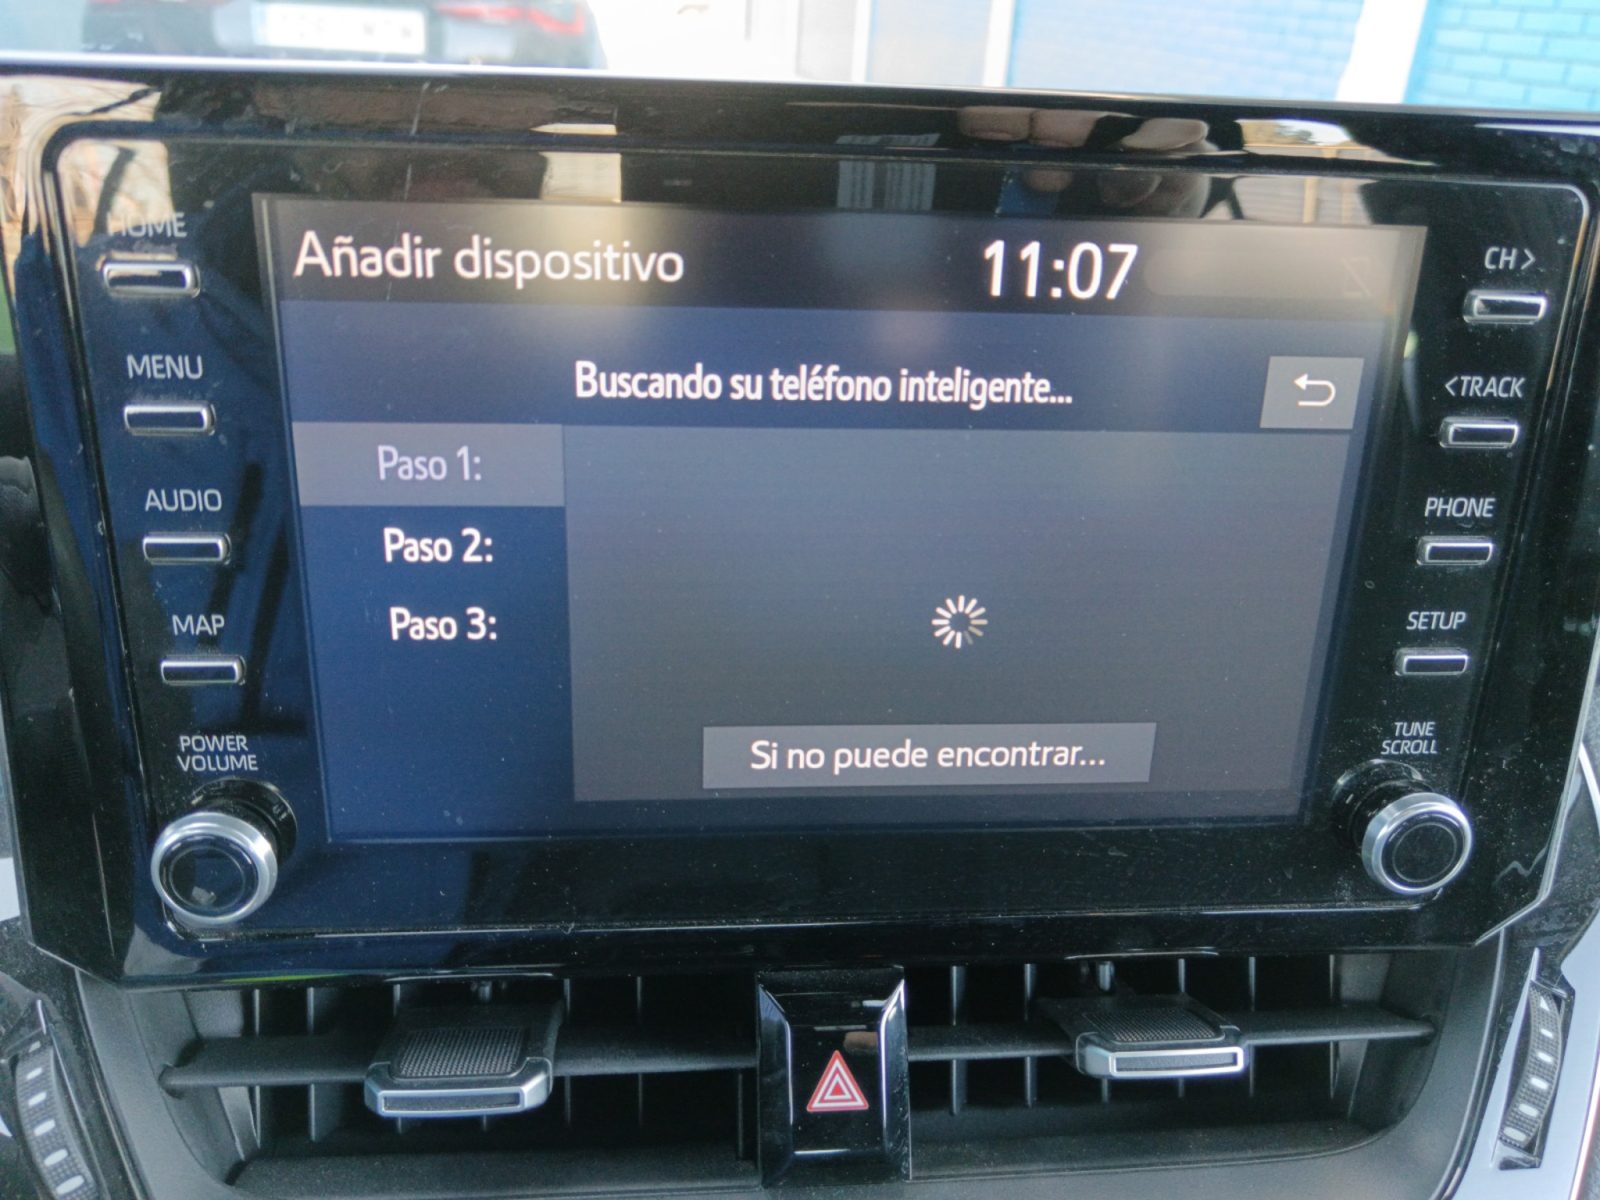 HOME
MENU
AUDIO
MAP
POWER
VOLUME
Añadir dispositivo
11:07
Buscando su teléfono inteligente...
Paso 1:
Paso 2:
Paso 3:
Si no puede encontrar...
CH>
<TRACK
PHONE
SETUP
TUNE
SCROLL